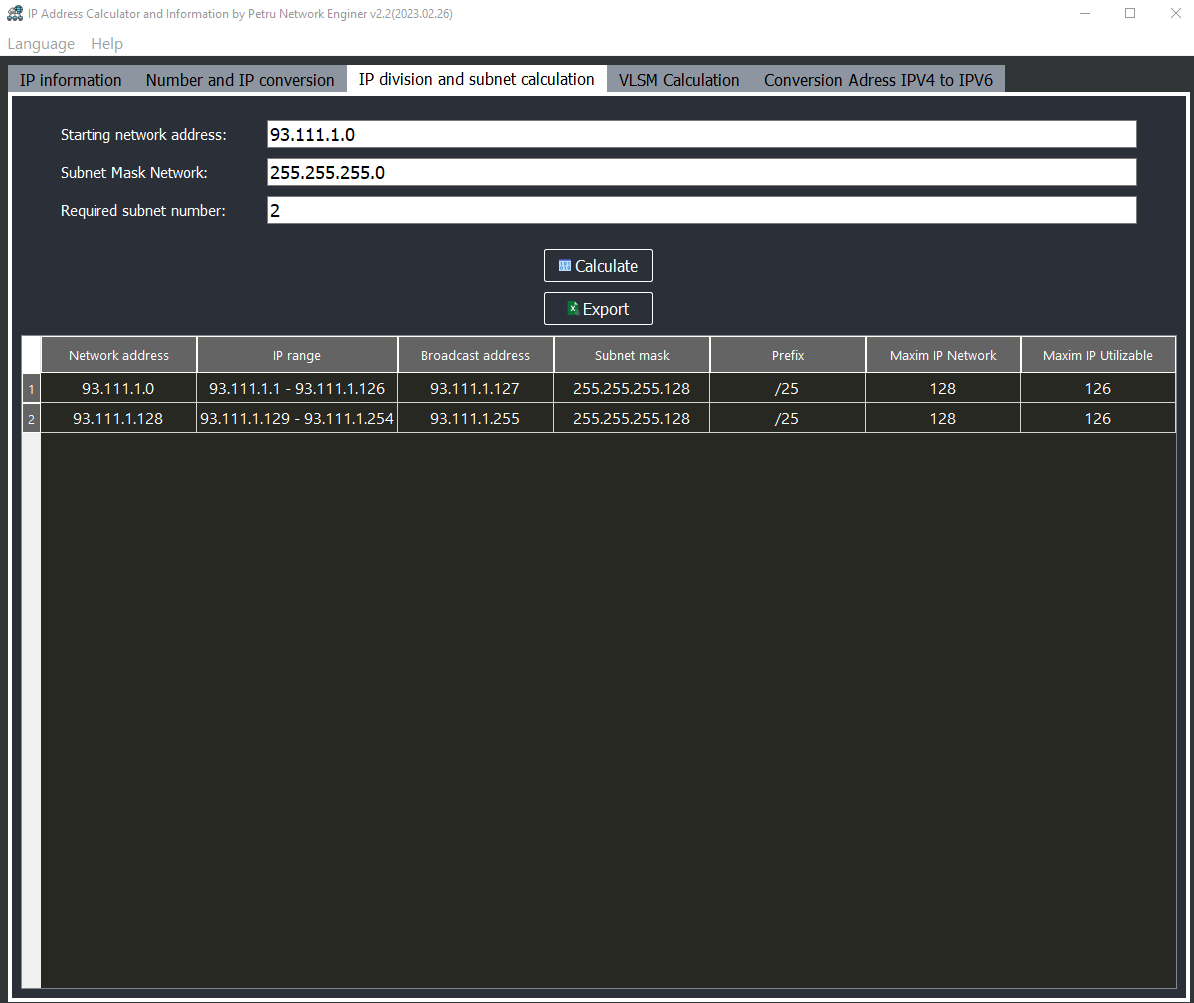 IP Address Calculator and Information by Petru Network Enginer v2.2(2023.02.26)
Language Help
IP information Number and IP conversion IP division and subnet calculation VLSM Calculation Conversion Adress IPV4 to IPV6
Starting network address: 93.111.1.0
Subnet Mask Network: 255.255.255.0
Required subnet number: 2
Calculate
Export
Network address IP range Broadcast address Subnet mask Prefix Maxim IP Network Maxim IP Utilizable
1 93.111.1.0 93.111.1.1 - 93.111.1.126 93.111.1.127 255.255.255.128 /25 128 126
2 93.111.1.128 93.111.1.129 - 93.111.1.254 93.111.1.255 255.255.255.128 /25 128 126